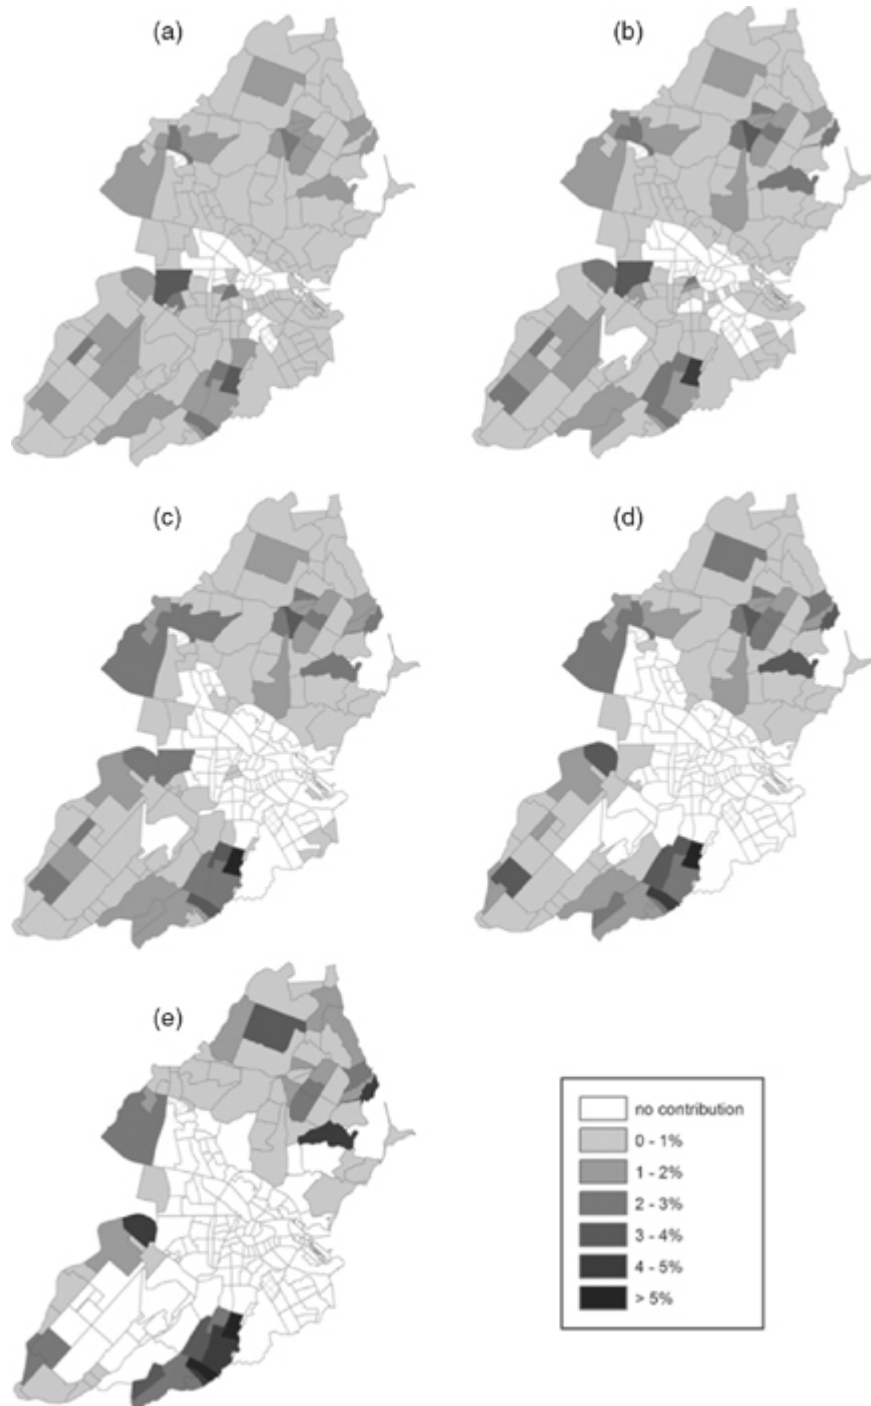 (a)
(b)
(c)
(d)
(e)
no contribution
0 - 1%
1 - 2%
2 - 3%
3 - 4%
4 - 5%
> 5%